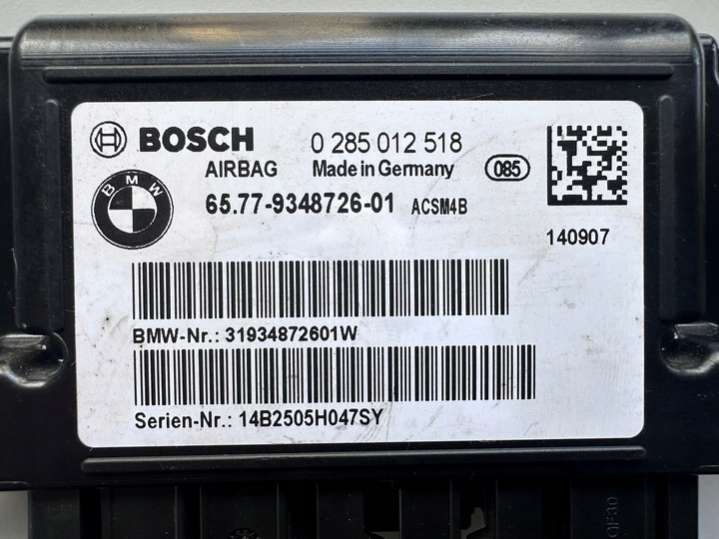 BOSCH 0 285 012 518
AIRBAG Made in Germany 085
BMW 65.77-9348726-01 ACSM4B
140907
BMW-Nr.: 31934872601W
Serien-Nr.: 14B2505H047SY
GF30